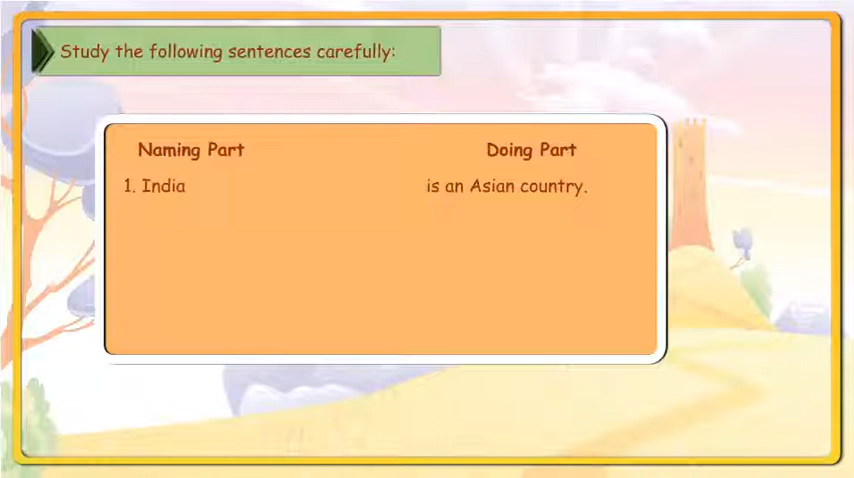 Study the following sentences carefully:
Naming Part Doing Part
1. India is an Asian country.